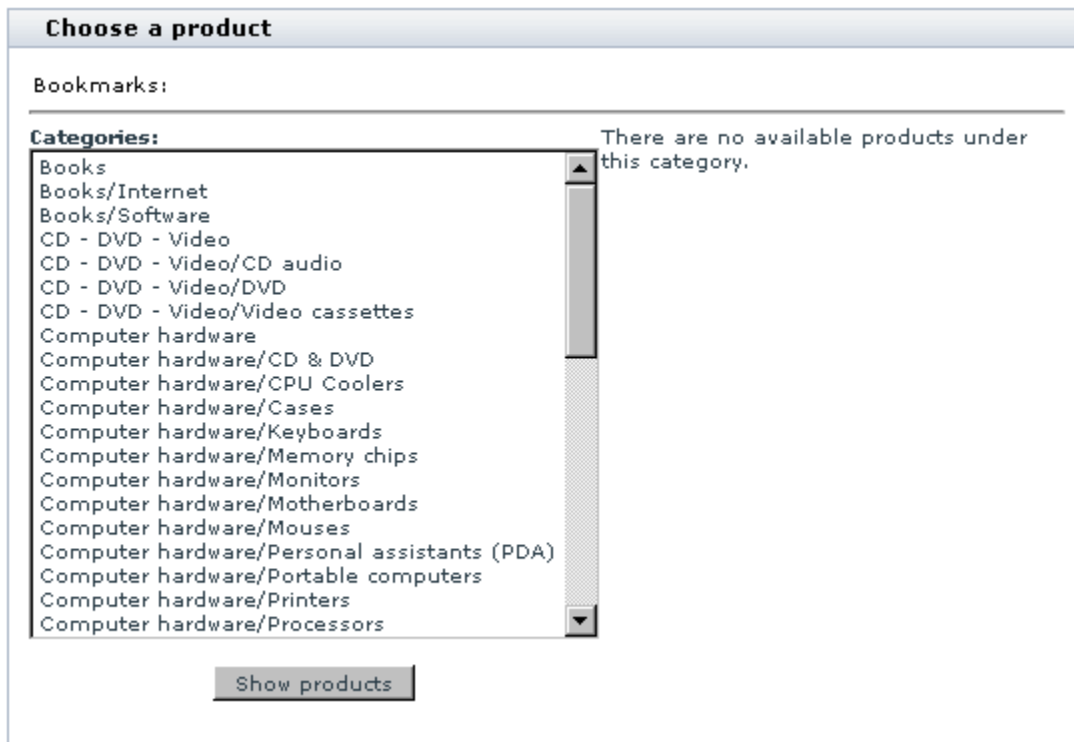 Choose a product
Bookmarks:
Categories:
Books
Books/Internet
Books/Software
CD - DVD - Video
CD - DVD - Video/CD audio
CD - DVD - Video/DVD
CD - DVD - Video/Video cassettes
Computer hardware
Computer hardware/CD & DVD
Computer hardware/CPU Coolers
Computer hardware/Cases
Computer hardware/Keyboards
Computer hardware/Memory chips
Computer hardware/Monitors
Computer hardware/Motherboards
Computer hardware/Mouses
Computer hardware/Personal assistants (PDA)
Computer hardware/Portable computers
Computer hardware/Printers
Computer hardware/Processors
There are no available products under
this category.
Show products